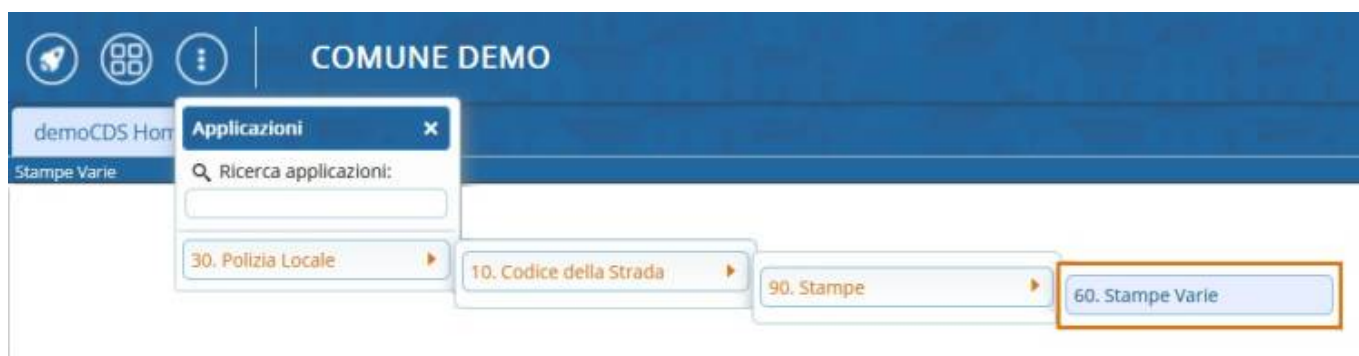 COMUNE DEMO
demoCDS Hom
Applicazioni
Stampe Varie
Ricerca applicazioni:
30. Polizia Locale
10. Codice della Strada
90. Stampe
60. Stampe Varie